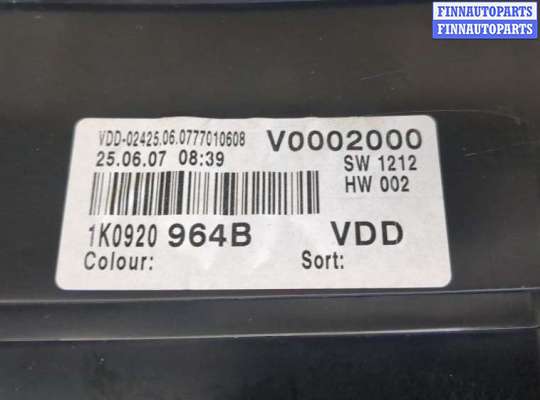 FINNAUTOPARTS
FINNAUTOPARTS
VDD-02425.06.0777010608 V0002000
25.06.07 08:39 SW 1212
HW 002
1K0920 964B VDD
Colour: Sort: